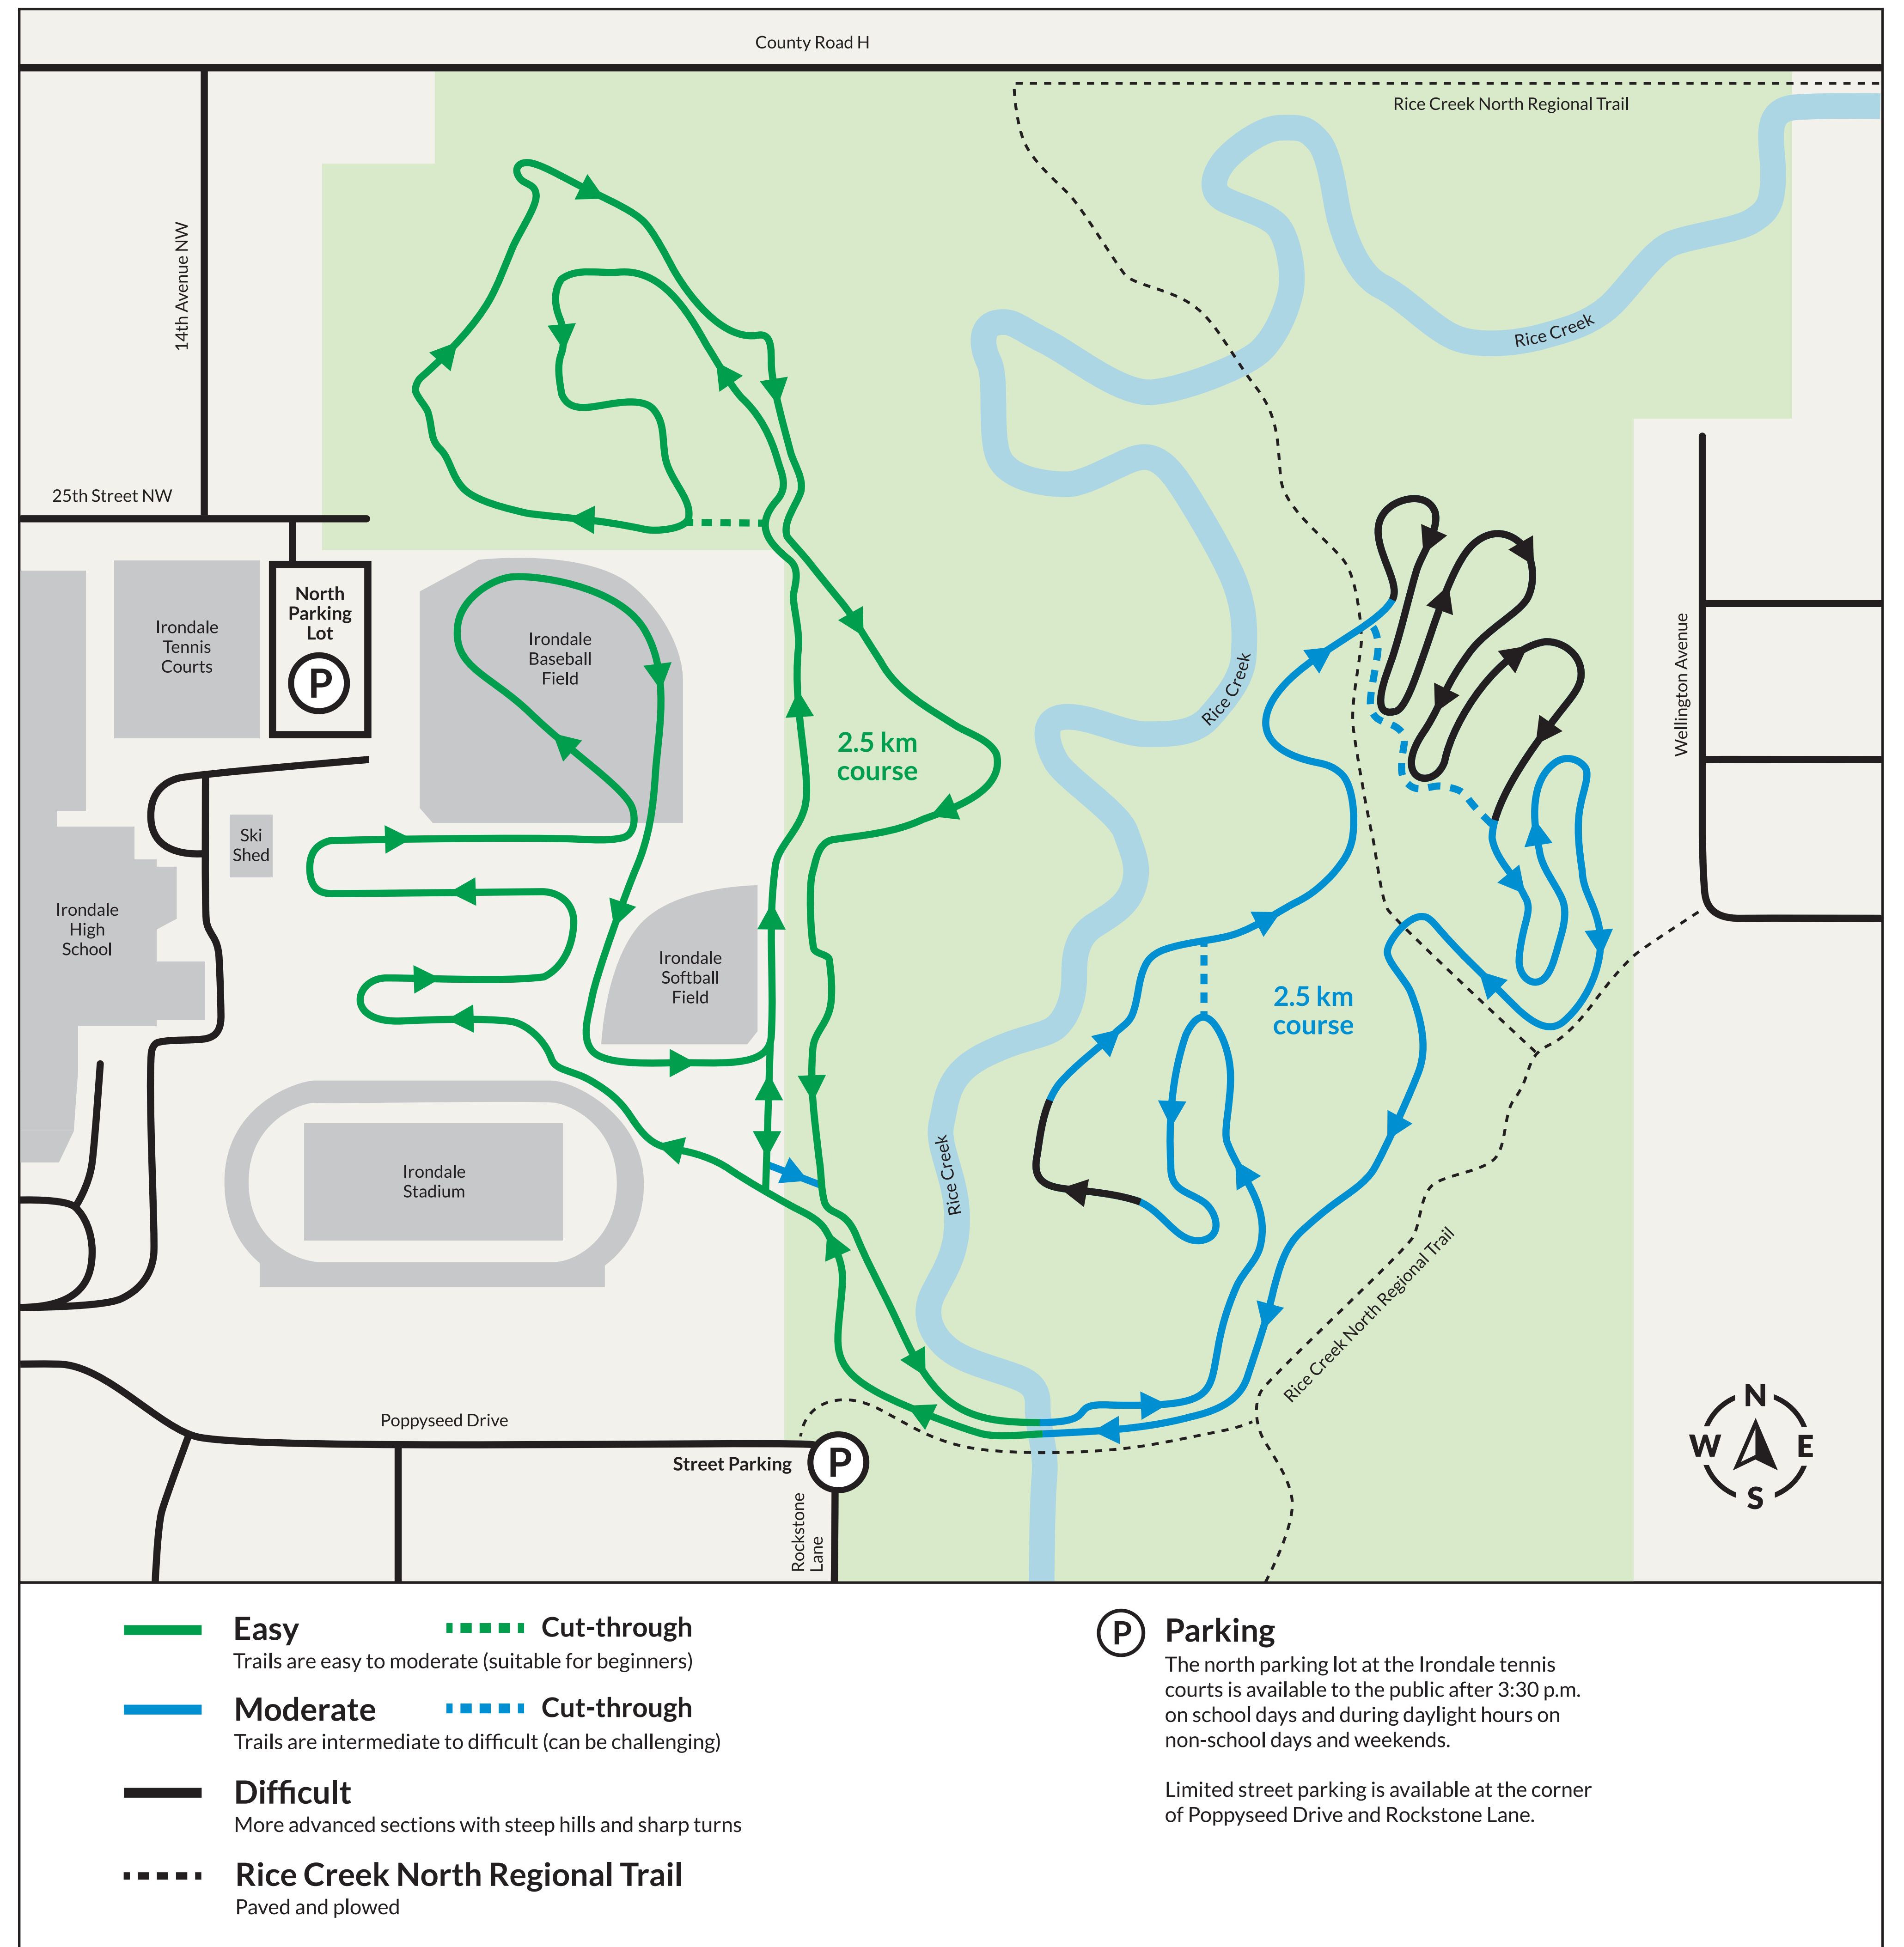 County Road H
Rice Creek North Regional Trail
14th Avenue NW
Rice Creek
25th Street NW
North
Parking
Lot
P
Irondale
Tennis
Courts
Irondale
Baseball
Field
Wellington Avenue
Rice Creek
2.5 km
course
Ski
Shed
Irondale
High
School
Irondale
Softball
Field
2.5 km
course
Rice Creek
Irondale
Stadium
Rice Creek North Regional Trail
Poppyseed Drive
Street Parking
P
Rockstone
Lane
N
W
E
S
Easy
Cut-through
Trails are easy to moderate (suitable for beginners)
Moderate
Cut-through
Trails are intermediate to difficult (can be challenging)
Difficult
More advanced sections with steep hills and sharp turns
Rice Creek North Regional Trail
Paved and plowed
P
Parking
The north parking lot at the Irondale tennis
courts is available to the public after 3:30 p.m.
on school days and during daylight hours on
non-school days and weekends.
Limited street parking is available at the corner
of Poppyseed Drive and Rockstone Lane.